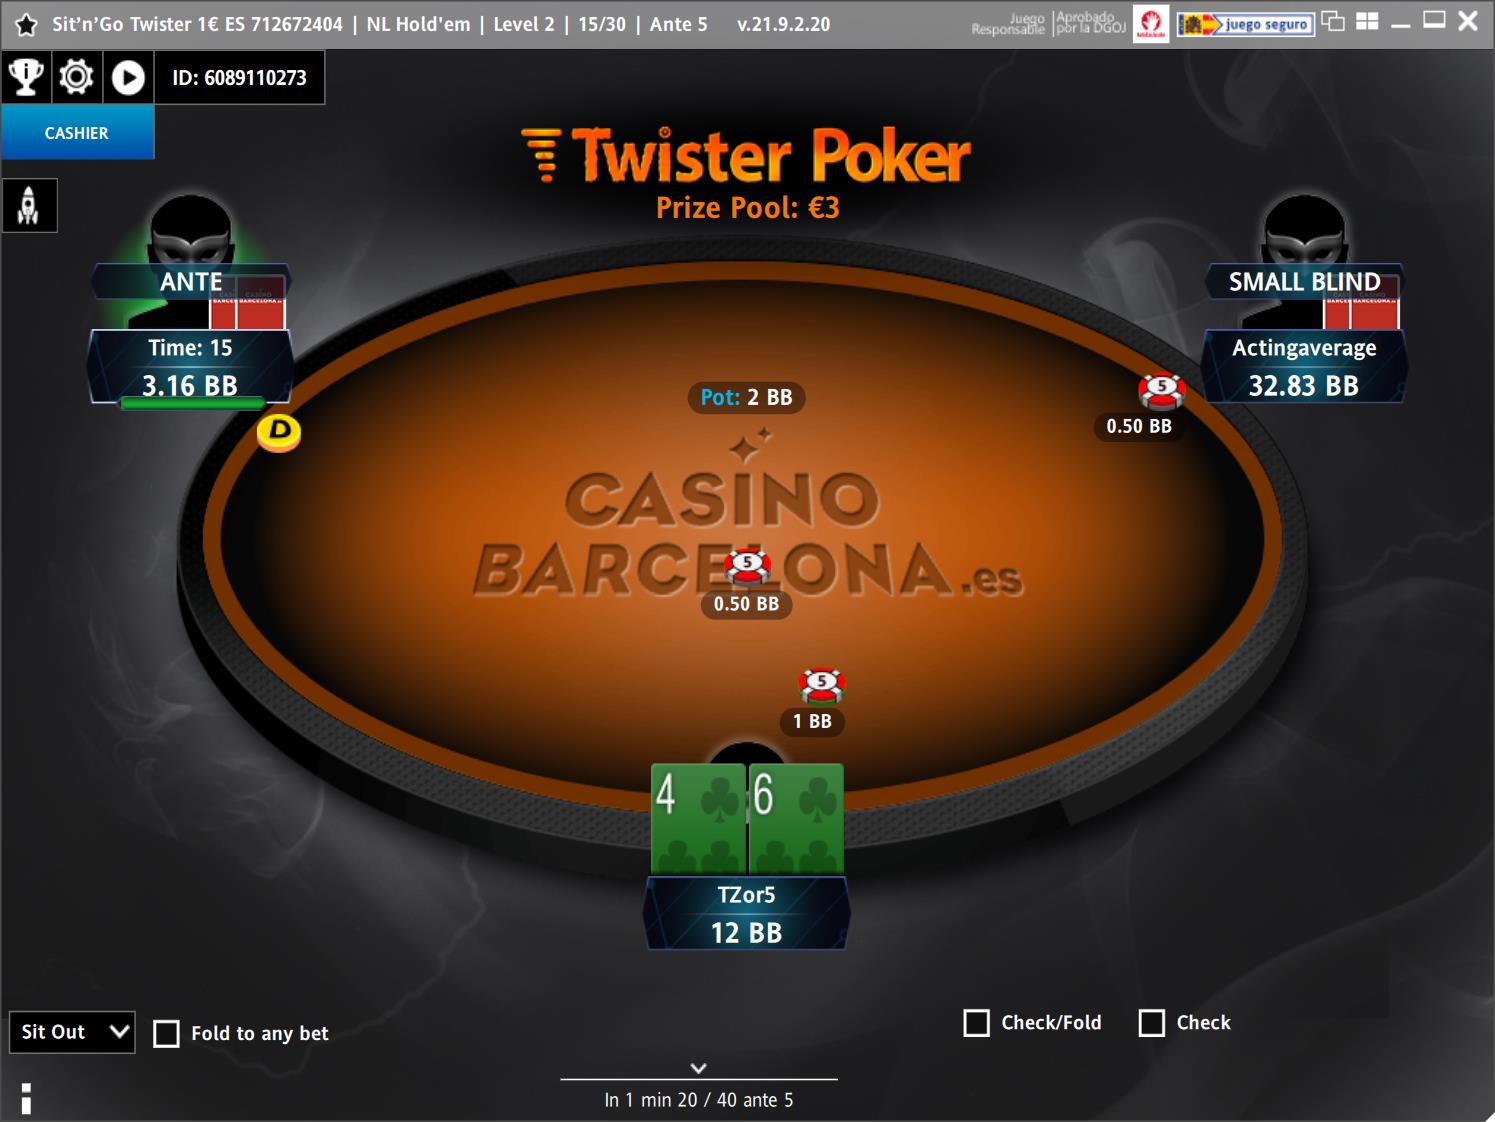 Sit'n'Go Twister 1€ ES 712672404 | NL Hold'em | Level 2 | 15/30 | Ante 5 v.21.9.2.20
Juego Responsable
Aprobado por la DGOJ
juego seguro
ID: 6089110273
CASHIER
Twister Poker
Prize Pool: €3
ANTE
Time: 15
3.16 BB
D
SMALL BLIND
CASINO BARCELONA.es
Actingaverage
32.83 BB
5
0.50 BB
Pot: 2 BB
CASINO
BARCELONA.es
5
0.50 BB
5
1 BB
4
6
TZor5
12 BB
Sit Out
Fold to any bet
Check/Fold
Check
In 1 min 20 / 40 ante 5